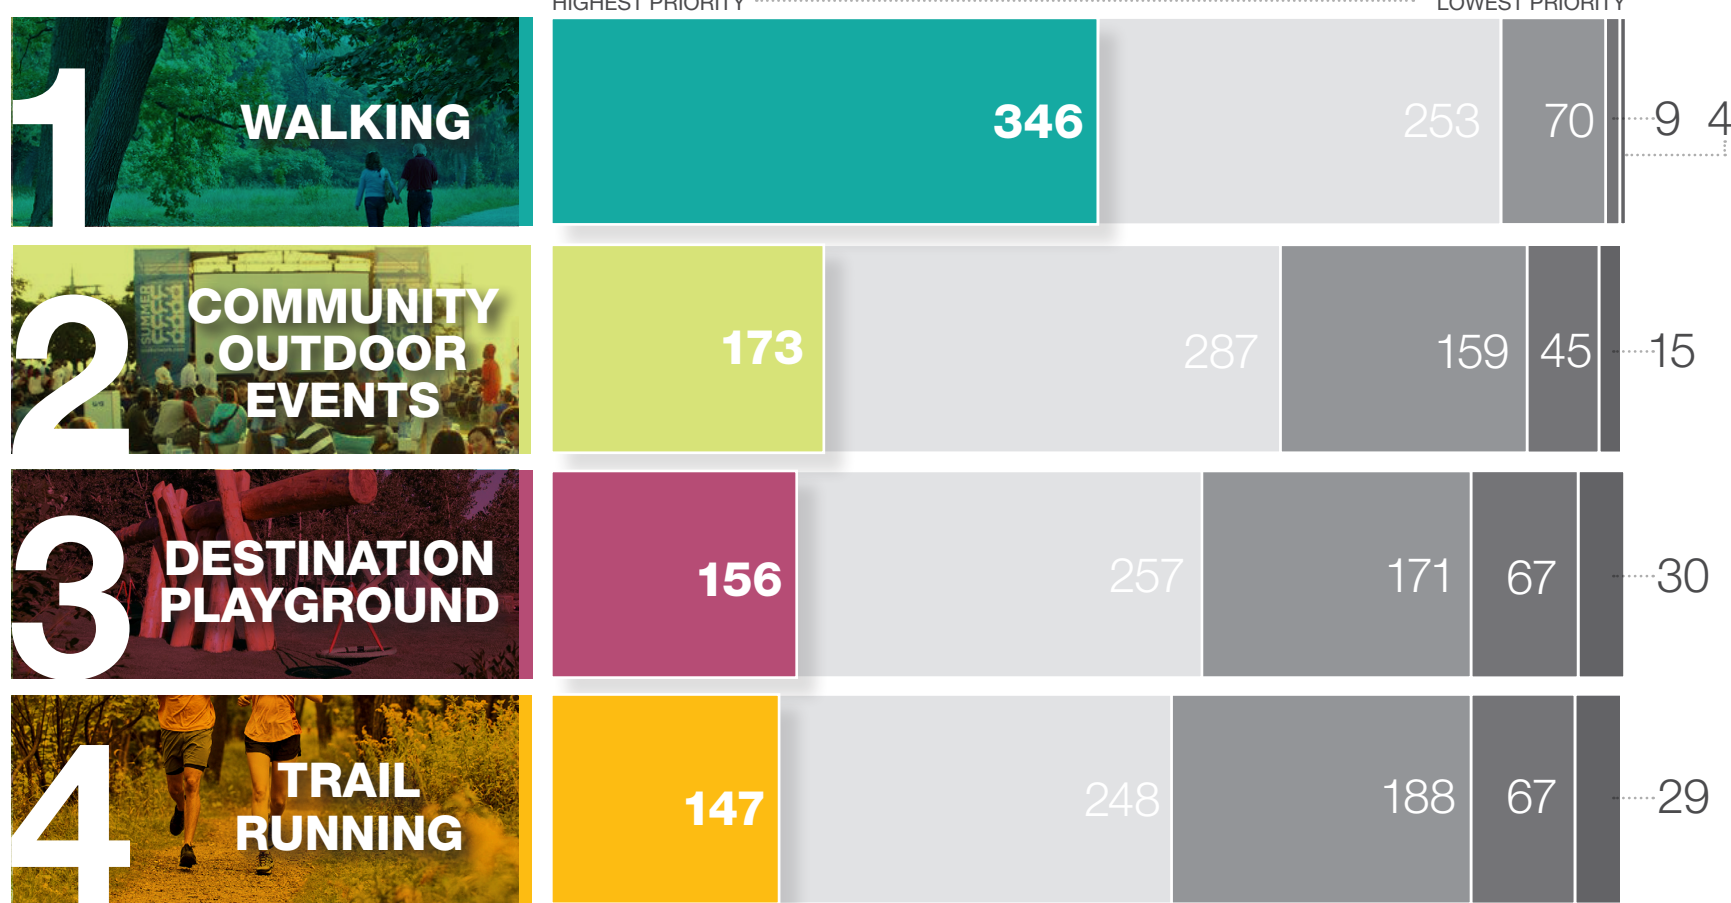 HIGHEST PRIORITY LOWEST PRIORITY
1 WALKING 346 253 70 9 4
2 COMMUNITY
OUTDOOR
EVENTS
SUMMER
173 287 159 45 15
3 DESTINATION
PLAYGROUND
156 257 171 67 30
4 TRAIL
RUNNING
147 248 188 67 29